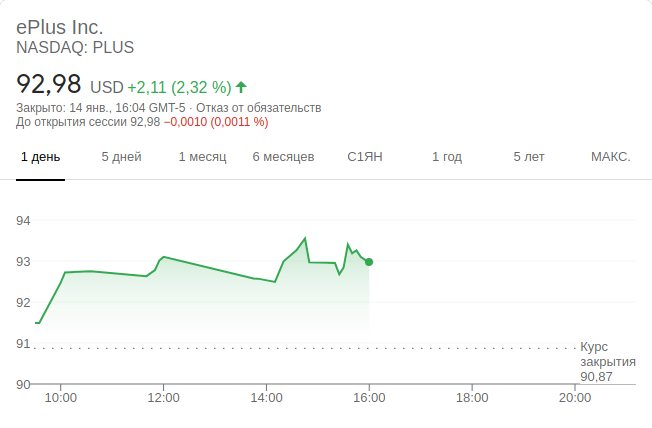 ePlus Inc.
NASDAQ: PLUS
92,98 USD +2,11 (2,32 %)
Закрыто: 14 янв., 16:04 GMT-5 · Отказ от обязательств
До открытия сессии 92,98 −0,0010 (0,0011 %)
1 день 5 дней 1 месяц 6 месяцев С1ЯН 1 год 5 лет МАКС.
94
93
92
91
90
Курс
закрытия
90,87
10:00 12:00 14:00 16:00 18:00 20:00